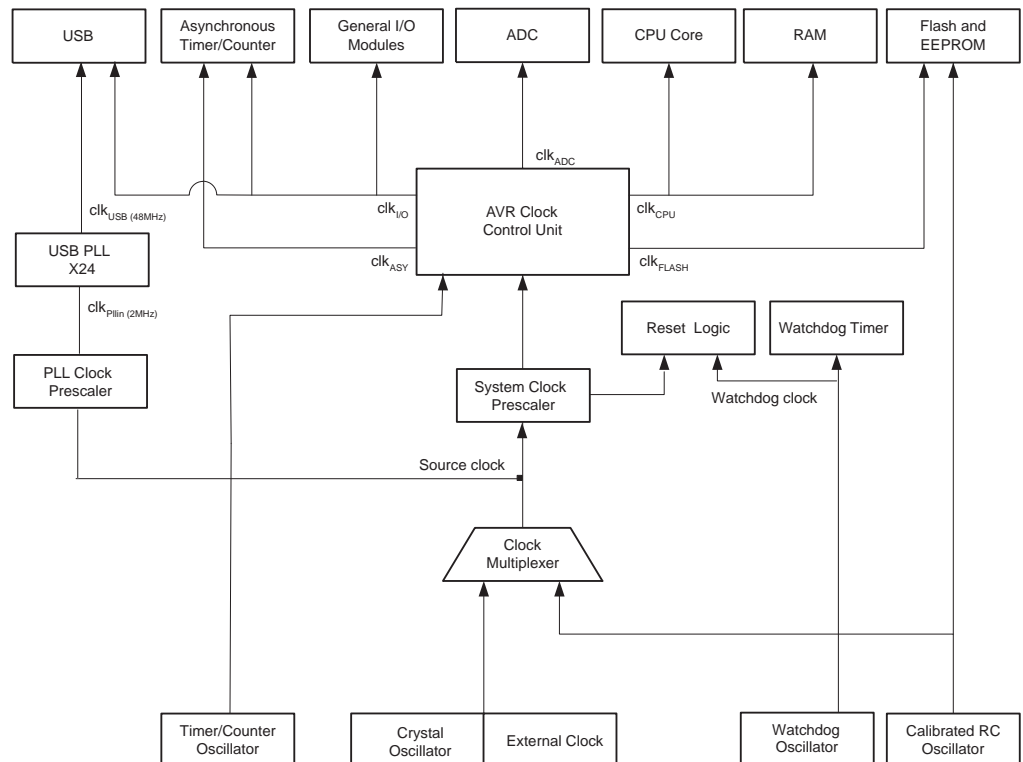 USB
Asynchronous
Timer/Counter
General I/O
Modules
ADC
CPU Core
RAM
Flash and
EEPROM
clkADC
clkI/O
clkCPU
AVR Clock
Control Unit
clkUSB (48MHz)
USB PLL
X24
clkASY
clkFLASH
clkPllin (2MHz)
Reset Logic
Watchdog Timer
PLL Clock
Prescaler
System Clock
Prescaler
Watchdog clock
Source clock
Clock
Multiplexer
Timer/Counter
Oscillator
Crystal
Oscillator
External Clock
Watchdog
Oscillator
Calibrated RC
Oscillator